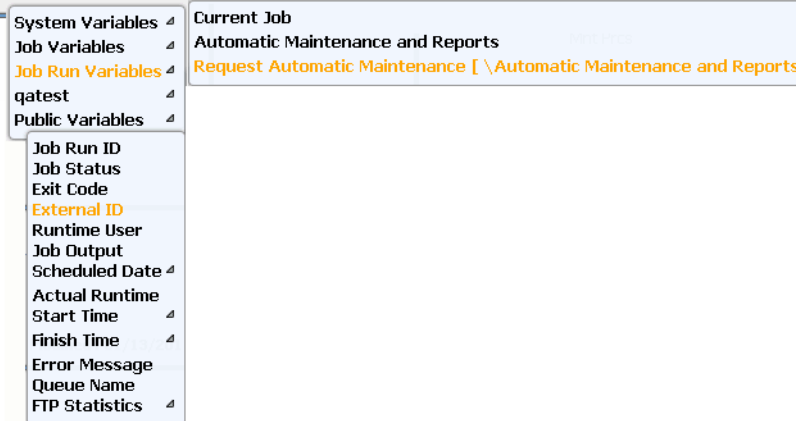 System Variables
Job Variables
Job Run Variables
qatest
Public Variables
Current Job
Automatic Maintenance and Reports
Request Automatic Maintenance [ \Automatic Maintenance and Reports
Job Run ID
Job Status
Exit Code
External ID
Runtime User
Job Output
Scheduled Date
Actual Runtime
Start Time
Finish Time
Error Message
Queue Name
FTP Statistics